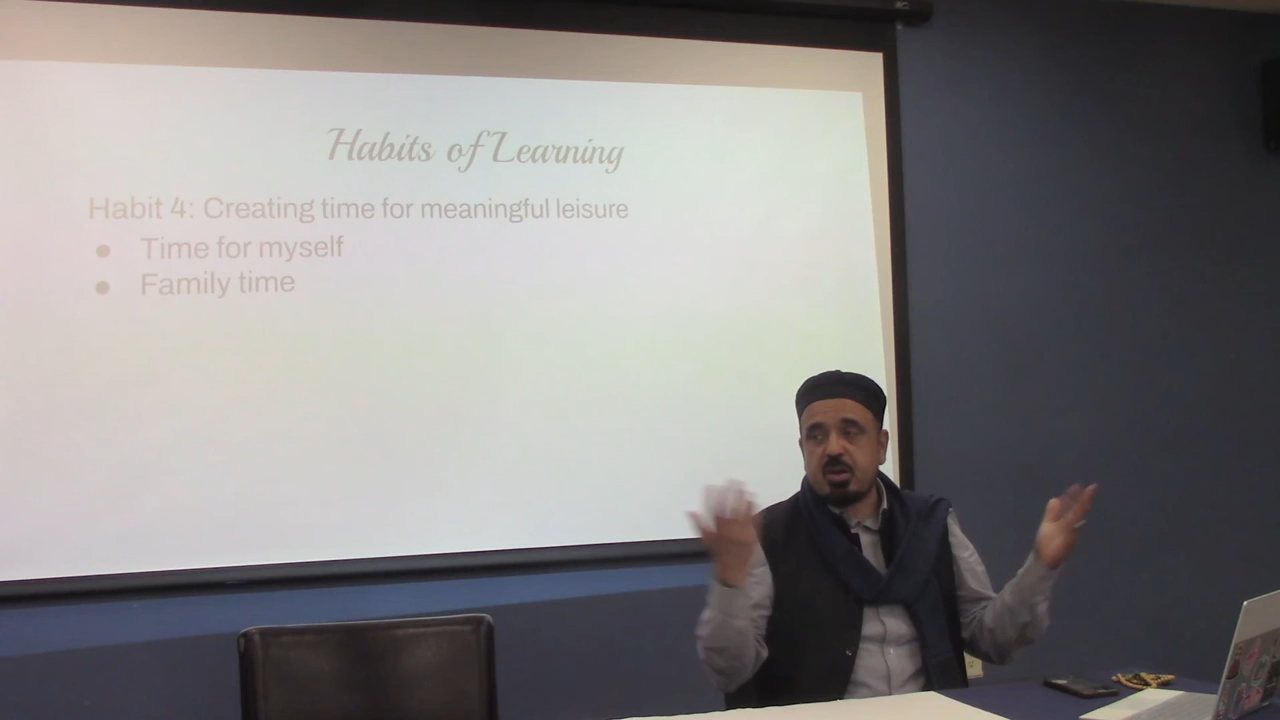 Habits of Learning
Habit 4: Creating time for meaningful leisure
● Time for myself
● Family time